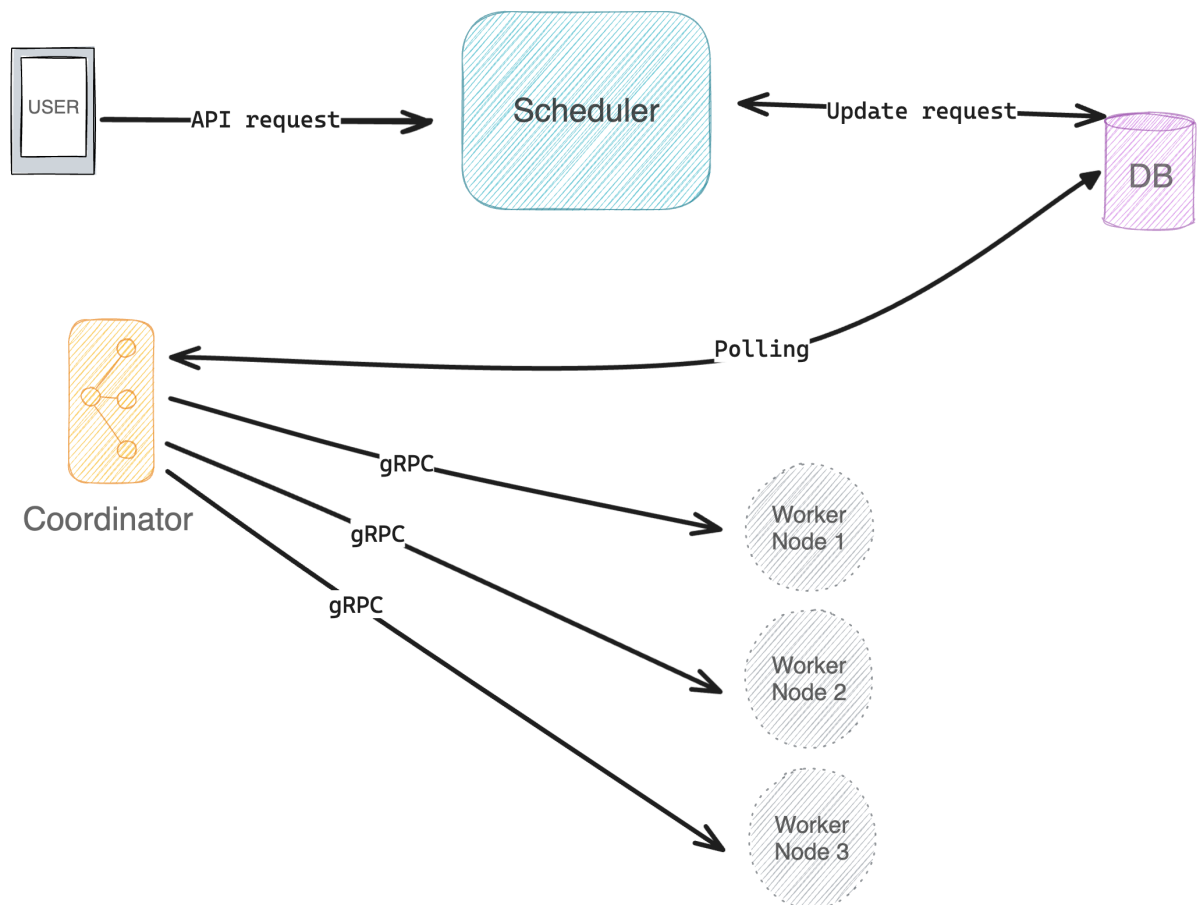 USER
API request
Scheduler
Update request
DB
Polling
Coordinator
gRPC
gRPC
gRPC
Worker
Node 1
Worker
Node 2
Worker
Node 3